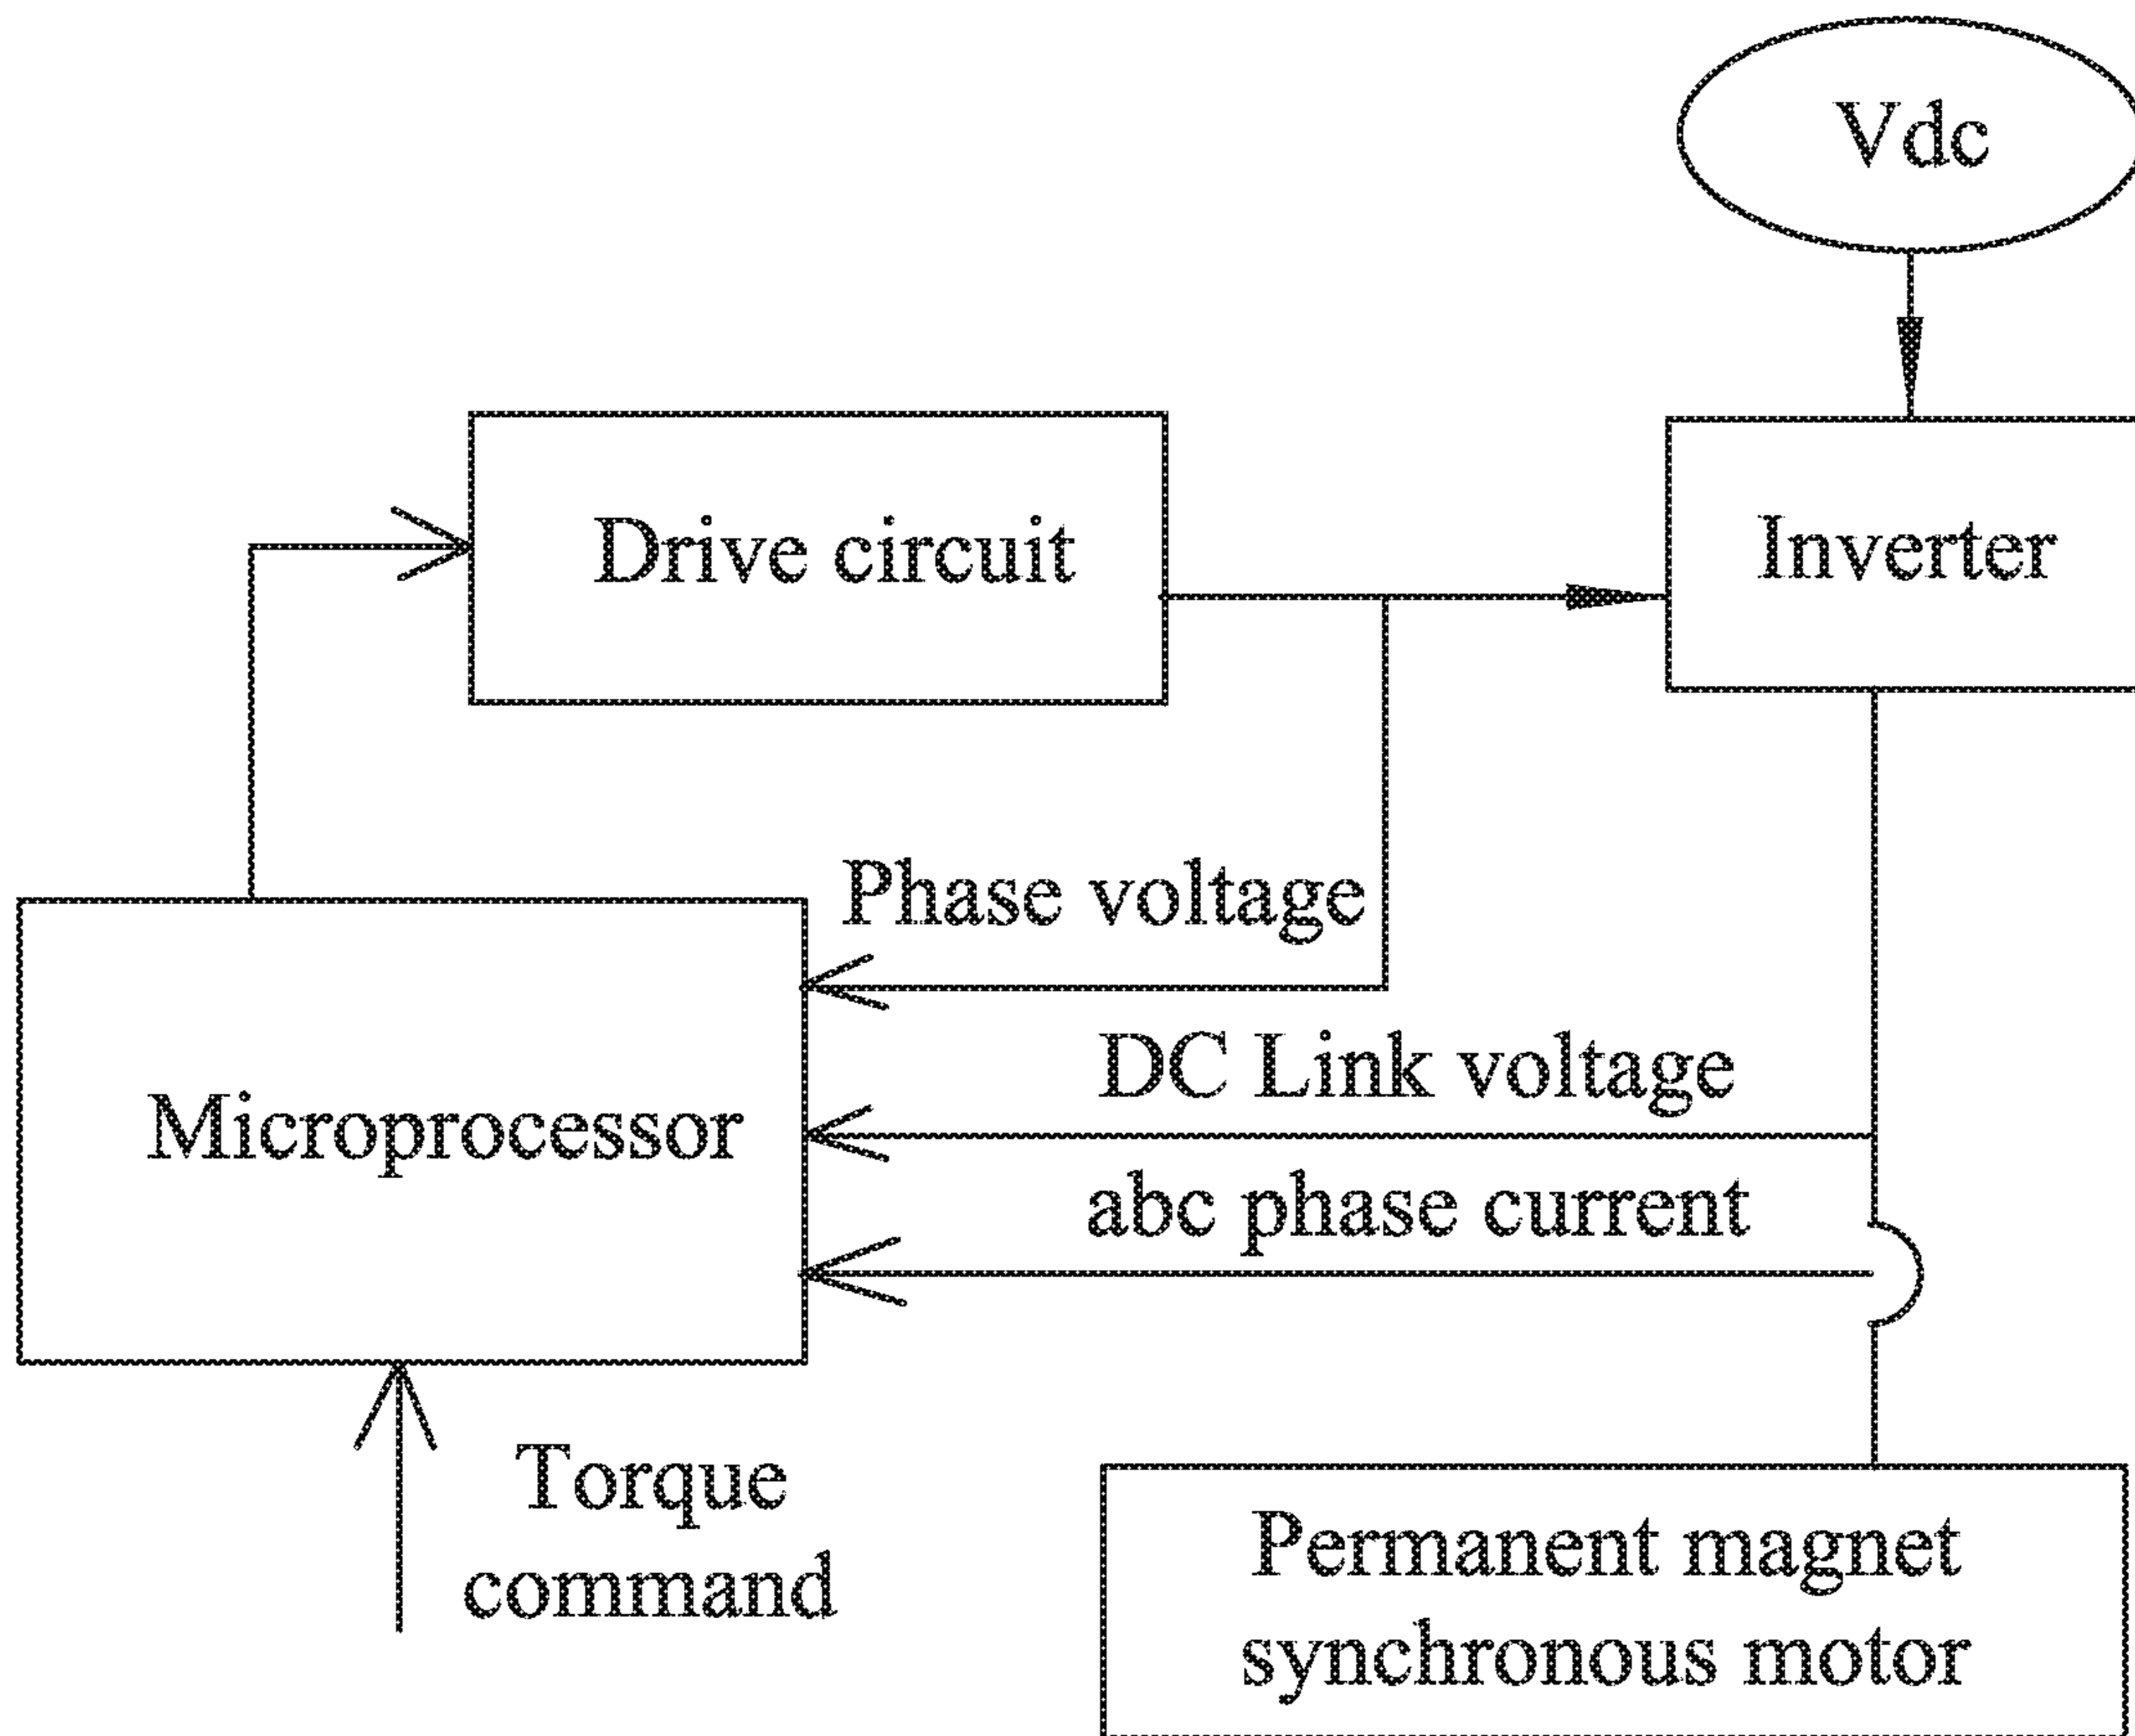 Vdc
Drive circuit
Inverter
Phase voltage
DC Link voltage
Microprocessor
abc phase current
Torque
command
Permanent magnet
synchronous motor